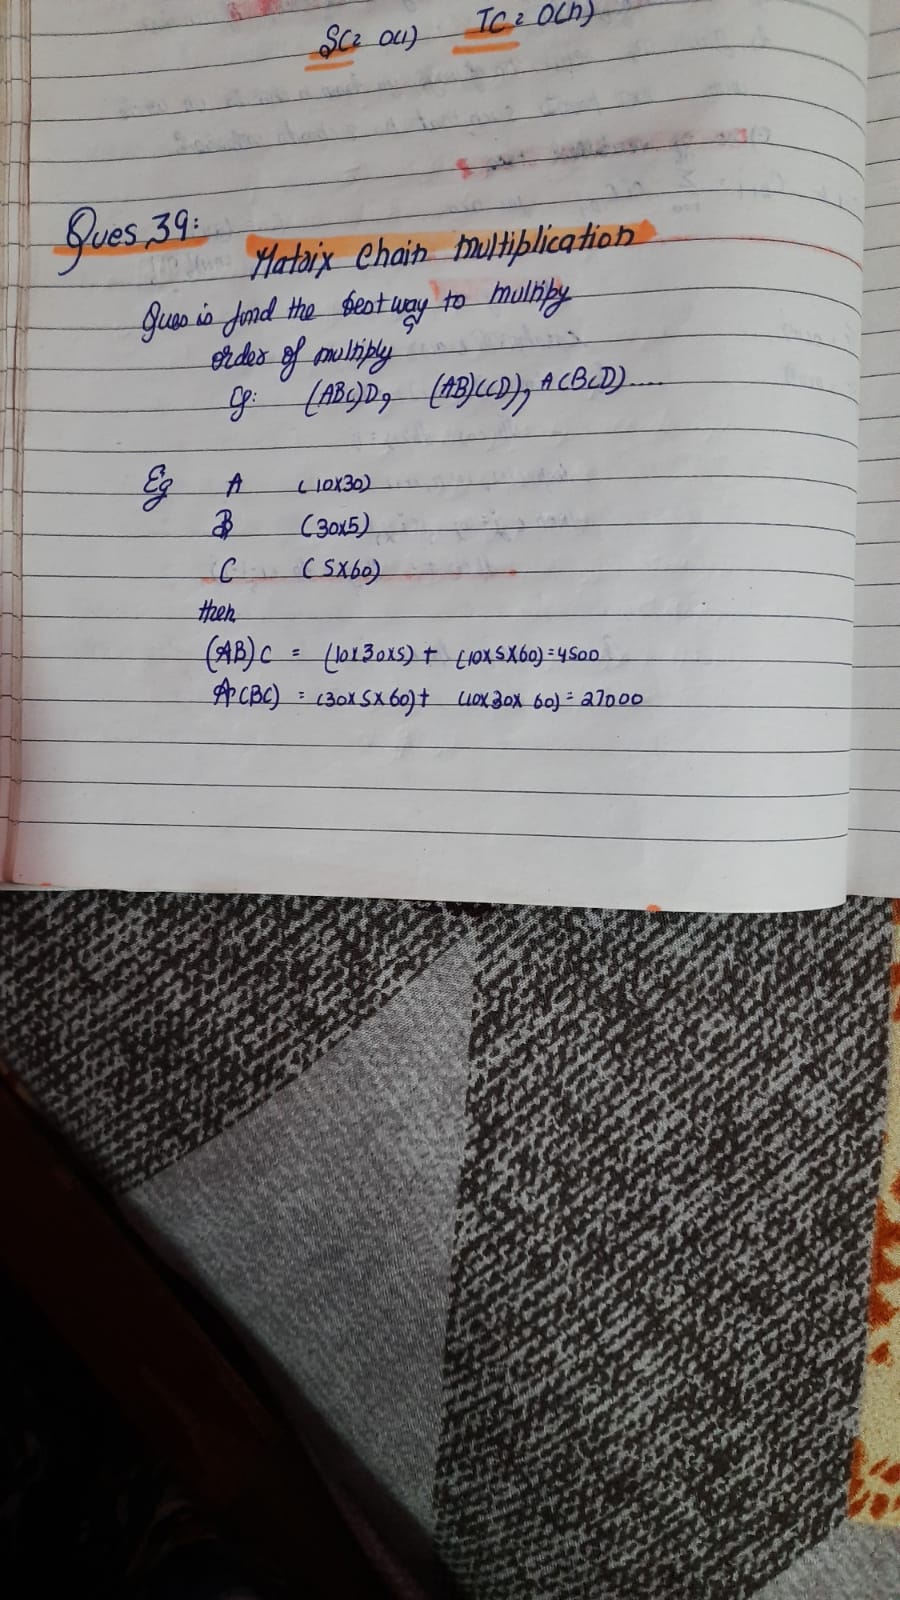 SC = O(1) TC = O(n)
Ques 39:
Matrix Chain multiplication
Ques is find the best way to multipy
order of multiply
Eg: (ABC)D, (AB)(CD), A(BCD)....
Eg A (10x30)
B (30x5)
C (5x60)
then
(AB)C = (10x30x5) + (10x5x60) = 4500
A(BC) = (30x5x60) + (10x30x60) = 27000